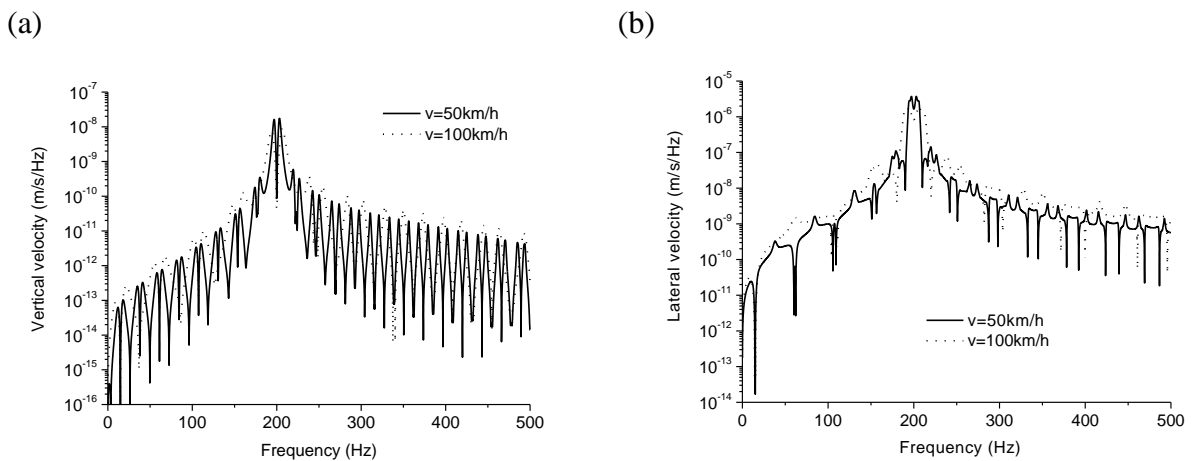 (a)
(b)
10^-7
10^-8
10^-9
10^-10
10^-11
10^-12
10^-13
10^-14
10^-15
10^-16
Vertical velocity (m/s/Hz)
v=50km/h
v=100km/h
0 100 200 300 400 500
Frequency (Hz)
10^-5
10^-6
10^-7
10^-8
10^-9
10^-10
10^-11
10^-12
10^-13
10^-14
Lateral velocity (m/s/Hz)
v=50km/h
v=100km/h
0 100 200 300 400 500
Frequency (Hz)